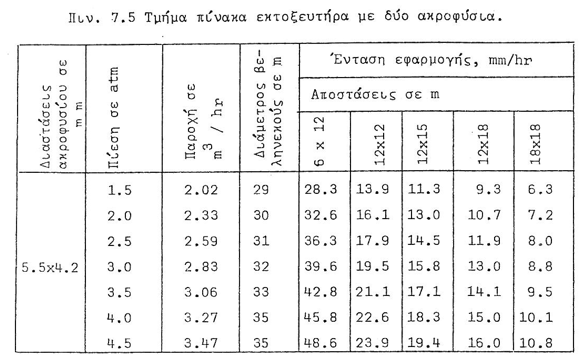 Πιν. 7.5 Τμήμα πίνακα εκτοξευτήρα με δύο ακροφύσια.
Διαστάσεις ακροφυσίου σε mm
Πίεση σε atm
Παροχή σε m³ / hr
Διάμετρος βεληνεκούς σε m
Ένταση εφαρμογής, mm/hr
Αποστάσεις σε m
6 x 12 12x12 12x15 12x18 18x18
1.5 2.02 29 28.3 13.9 11.3 9.3 6.3
2.0 2.33 30 32.6 16.1 13.0 10.7 7.2
2.5 2.59 31 36.3 17.9 14.5 11.9 8.0
5.5x4.2 3.0 2.83 32 39.6 19.5 15.8 13.0 8.8
3.5 3.06 33 42.8 21.1 17.1 14.1 9.5
4.0 3.27 35 45.8 22.6 18.3 15.0 10.1
4.5 3.47 35 48.6 23.9 19.4 16.0 10.8